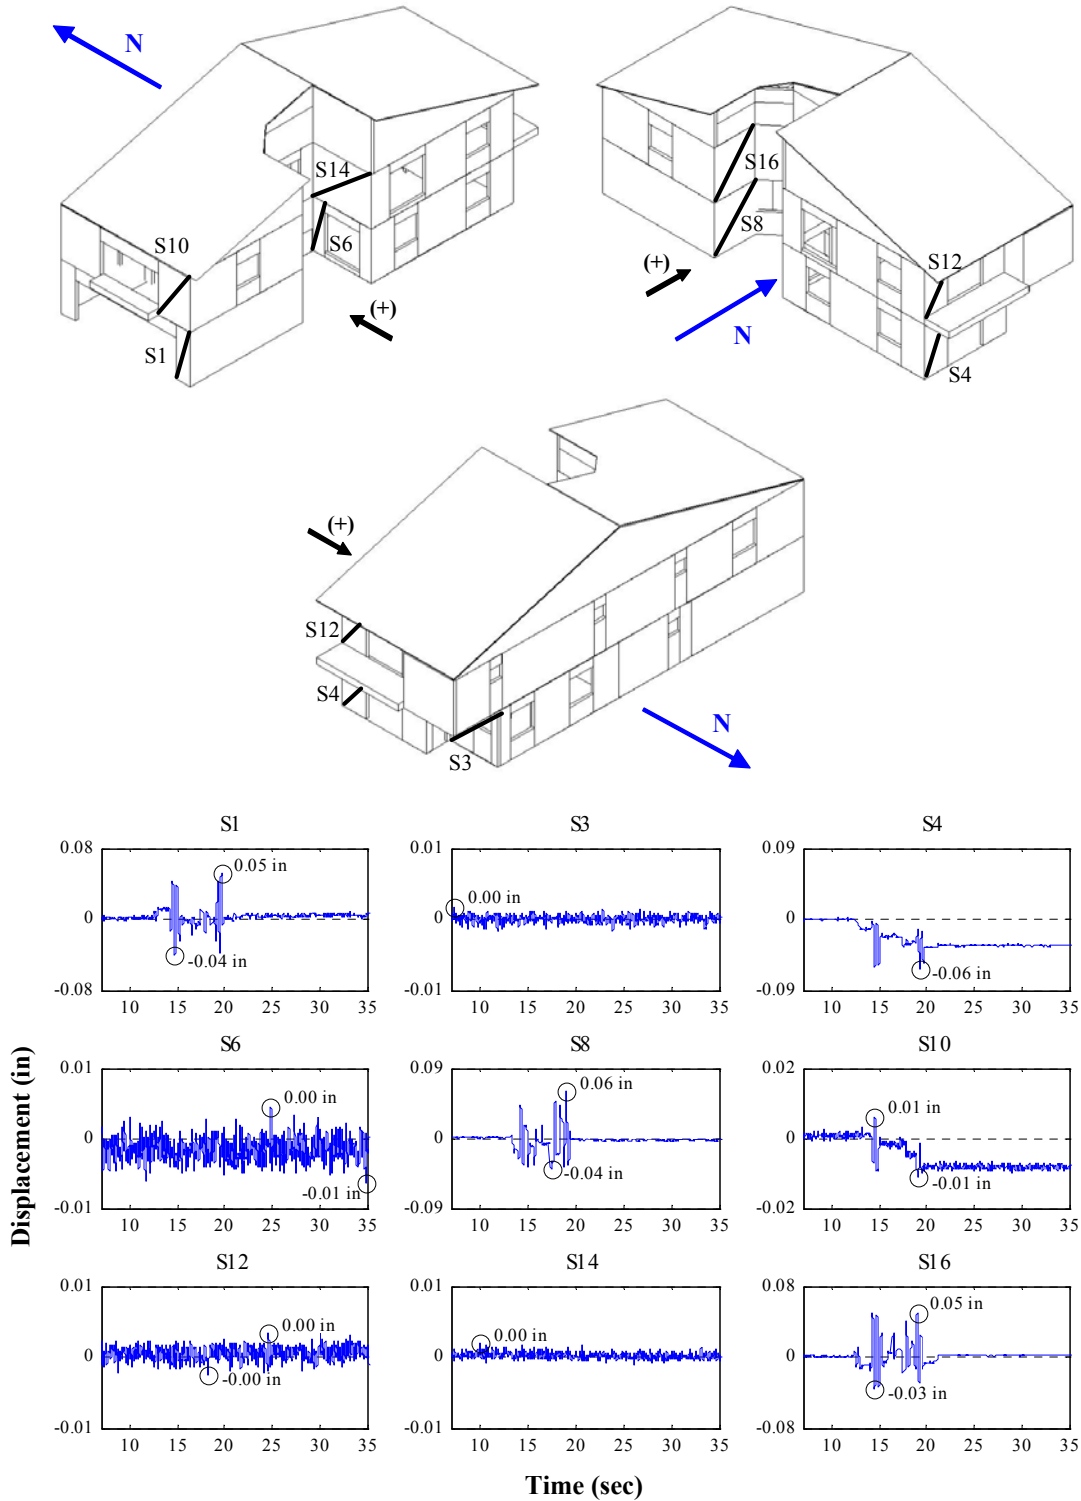 N
S14
S6
S10
S1
(+)
S16
S8
S12
(+)
N
S4
(+)
S12
S4
N
S3
S1
S3
S4
0.08
0
-0.08
0.05 in
-0.04 in
10 15 20 25 30 35
0.01
0
-0.01
0.00 in
10 15 20 25 30 35
0.09
0
-0.09
-0.06 in
10 15 20 25 30 35
Displacement (in)
S6
S8
S10
0.01
0
-0.01
0.00 in
-0.01 in
10 15 20 25 30 35
0.09
0
-0.09
0.06 in
-0.04 in
10 15 20 25 30 35
0.02
0
-0.02
0.01 in
-0.01 in
10 15 20 25 30 35
S12
S14
S16
0.01
0
-0.01
0.00 in
-0.00 in
10 15 20 25 30 35
0.01
0
-0.01
0.00 in
10 15 20 25 30 35
0.08
0
-0.08
0.05 in
-0.03 in
10 15 20 25 30 35
Time (sec)